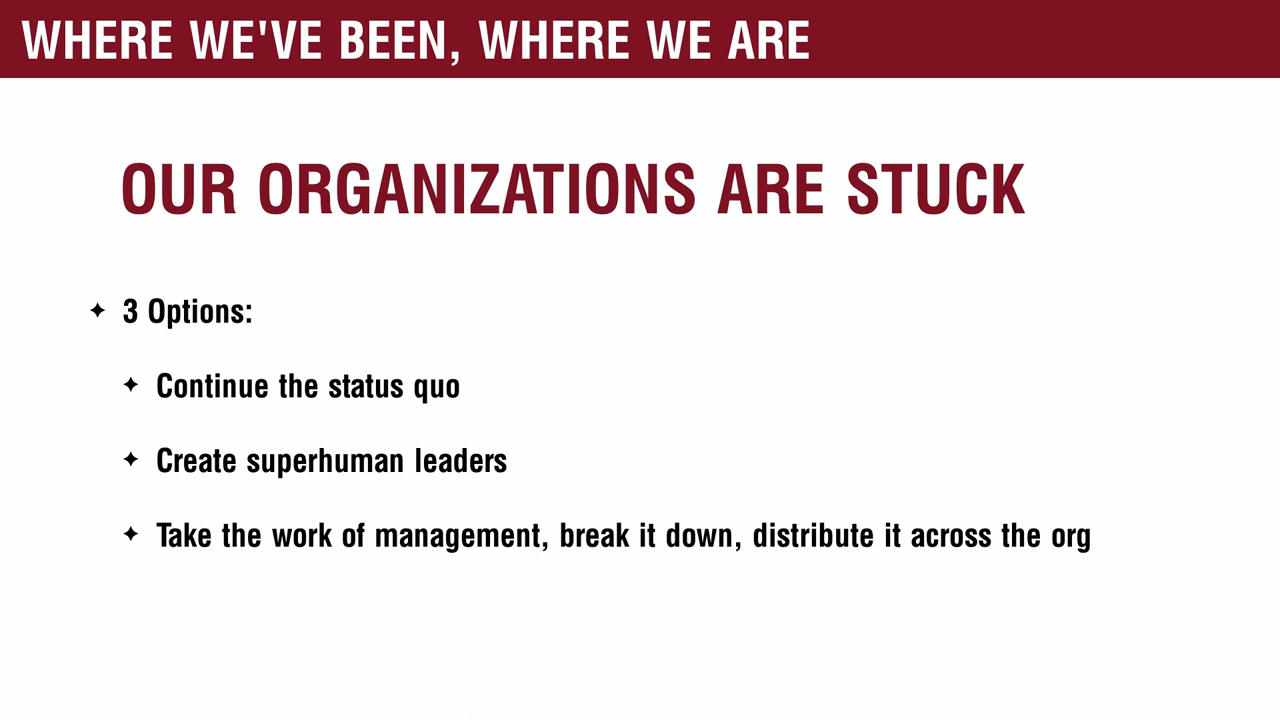 WHERE WE'VE BEEN, WHERE WE ARE
OUR ORGANIZATIONS ARE STUCK
✦ 3 Options:
✦ Continue the status quo
✦ Create superhuman leaders
✦ Take the work of management, break it down, distribute it across the org